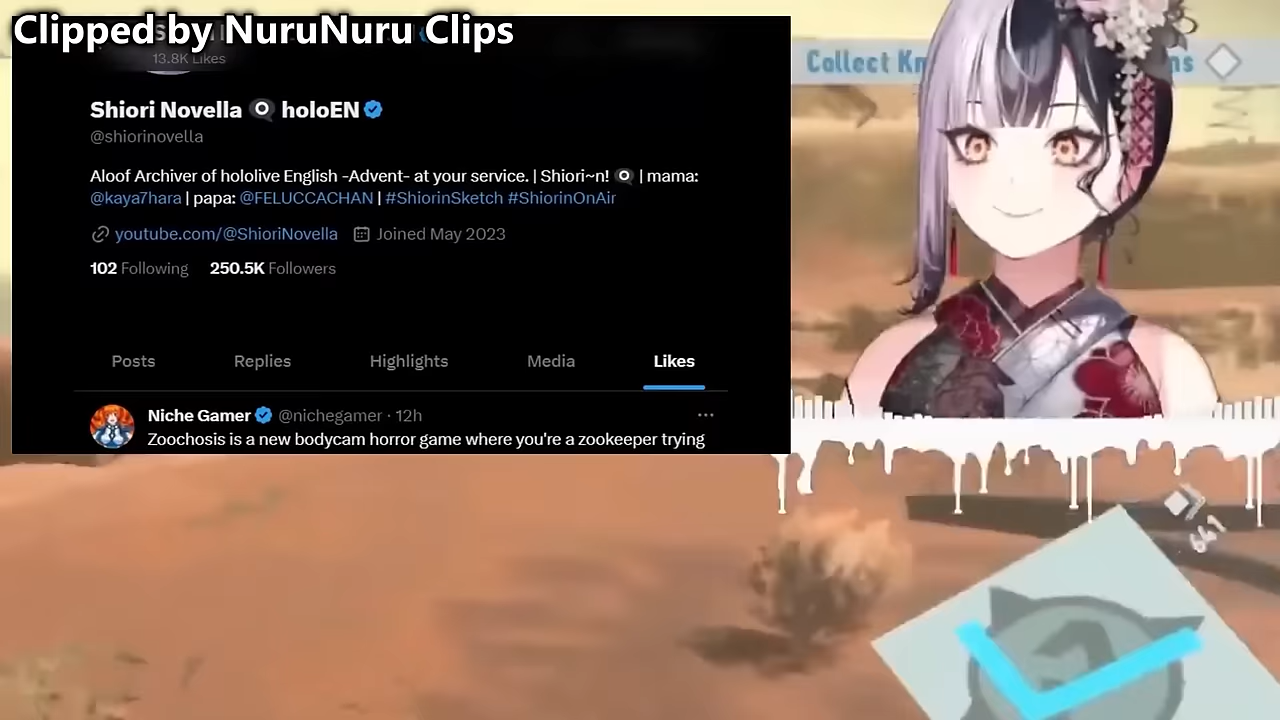 Clipped by NuruNuru Clips
13.8K Likes
Shiori Novella holoEN
@shiorinovella
Aloof Archiver of hololive English -Advent- at your service. | Shiori~n! | mama:
@kaya7hara | papa: @FELUCCACHAN | #ShiorinSketch #ShiorinOnAir
youtube.com/@ShioriNovella Joined May 2023
102 Following 250.5K Followers
Posts Replies Highlights Media Likes
Niche Gamer @nichegamer · 12h
Zoochosis is a new bodycam horror game where you're a zookeeper trying
Collect